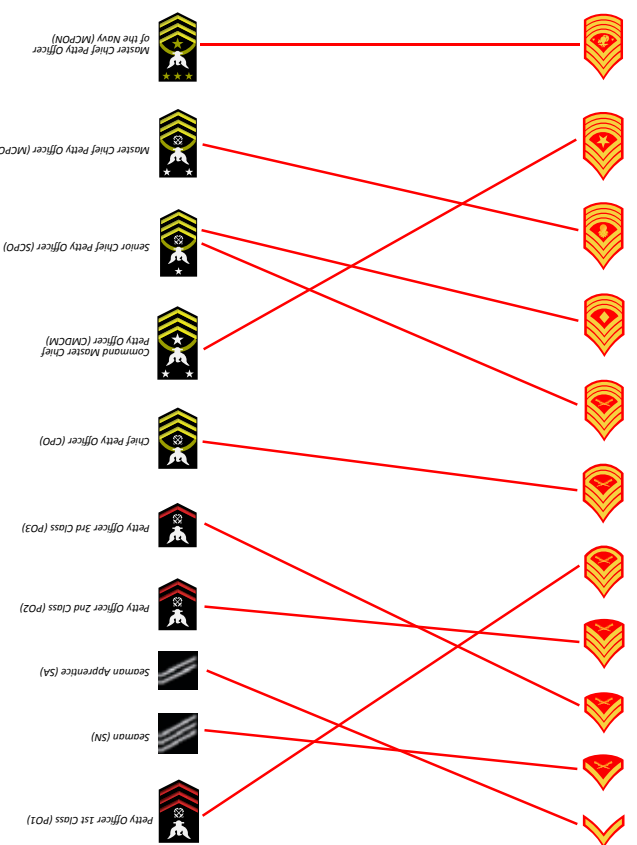 Petty Officer 1st Class (PO1)
Seaman (SN)
Seaman Apprentice (SA)
Petty Officer 2nd Class (PO2)
Petty Officer 3rd Class (PO3)
Chief Petty Officer (CPO)
Command Master Chief
Petty Officer (CMDCM)
Senior Chief Petty Officer (SCPO)
Master Chief Petty Officer (MCPO
Master Chief Petty Officer
of the Navy (MCPON)